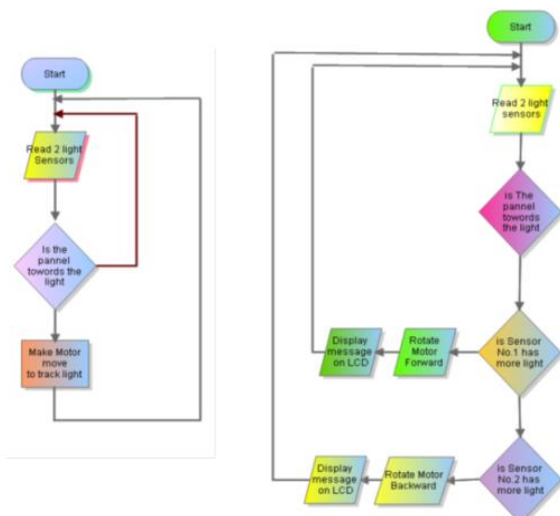 Start
Read 2 light
Sensors
Is the
pannel
towords the
light
Make Motor
move
to track light
Start
Read 2 light
sensors
is The
pannel
towards
the light
is Sensor
No.1 has
more light
Rotate
Motor
Forward
Display
message
on LCD
is Sensor
No.2 has
more light
Rotate Motor
Backward
Display
message
on LCD